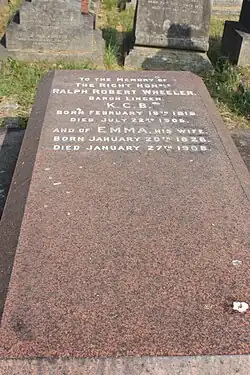 To the Memory of
The Right Honble
Ralph Robert Wheeler,
Baron Lingen,
K.C.B.
Born February 19th 1819.
Died July 22nd 1905.
And of EMMA, his wife,
Born January 20th 1826.
Died January 27th 1908.